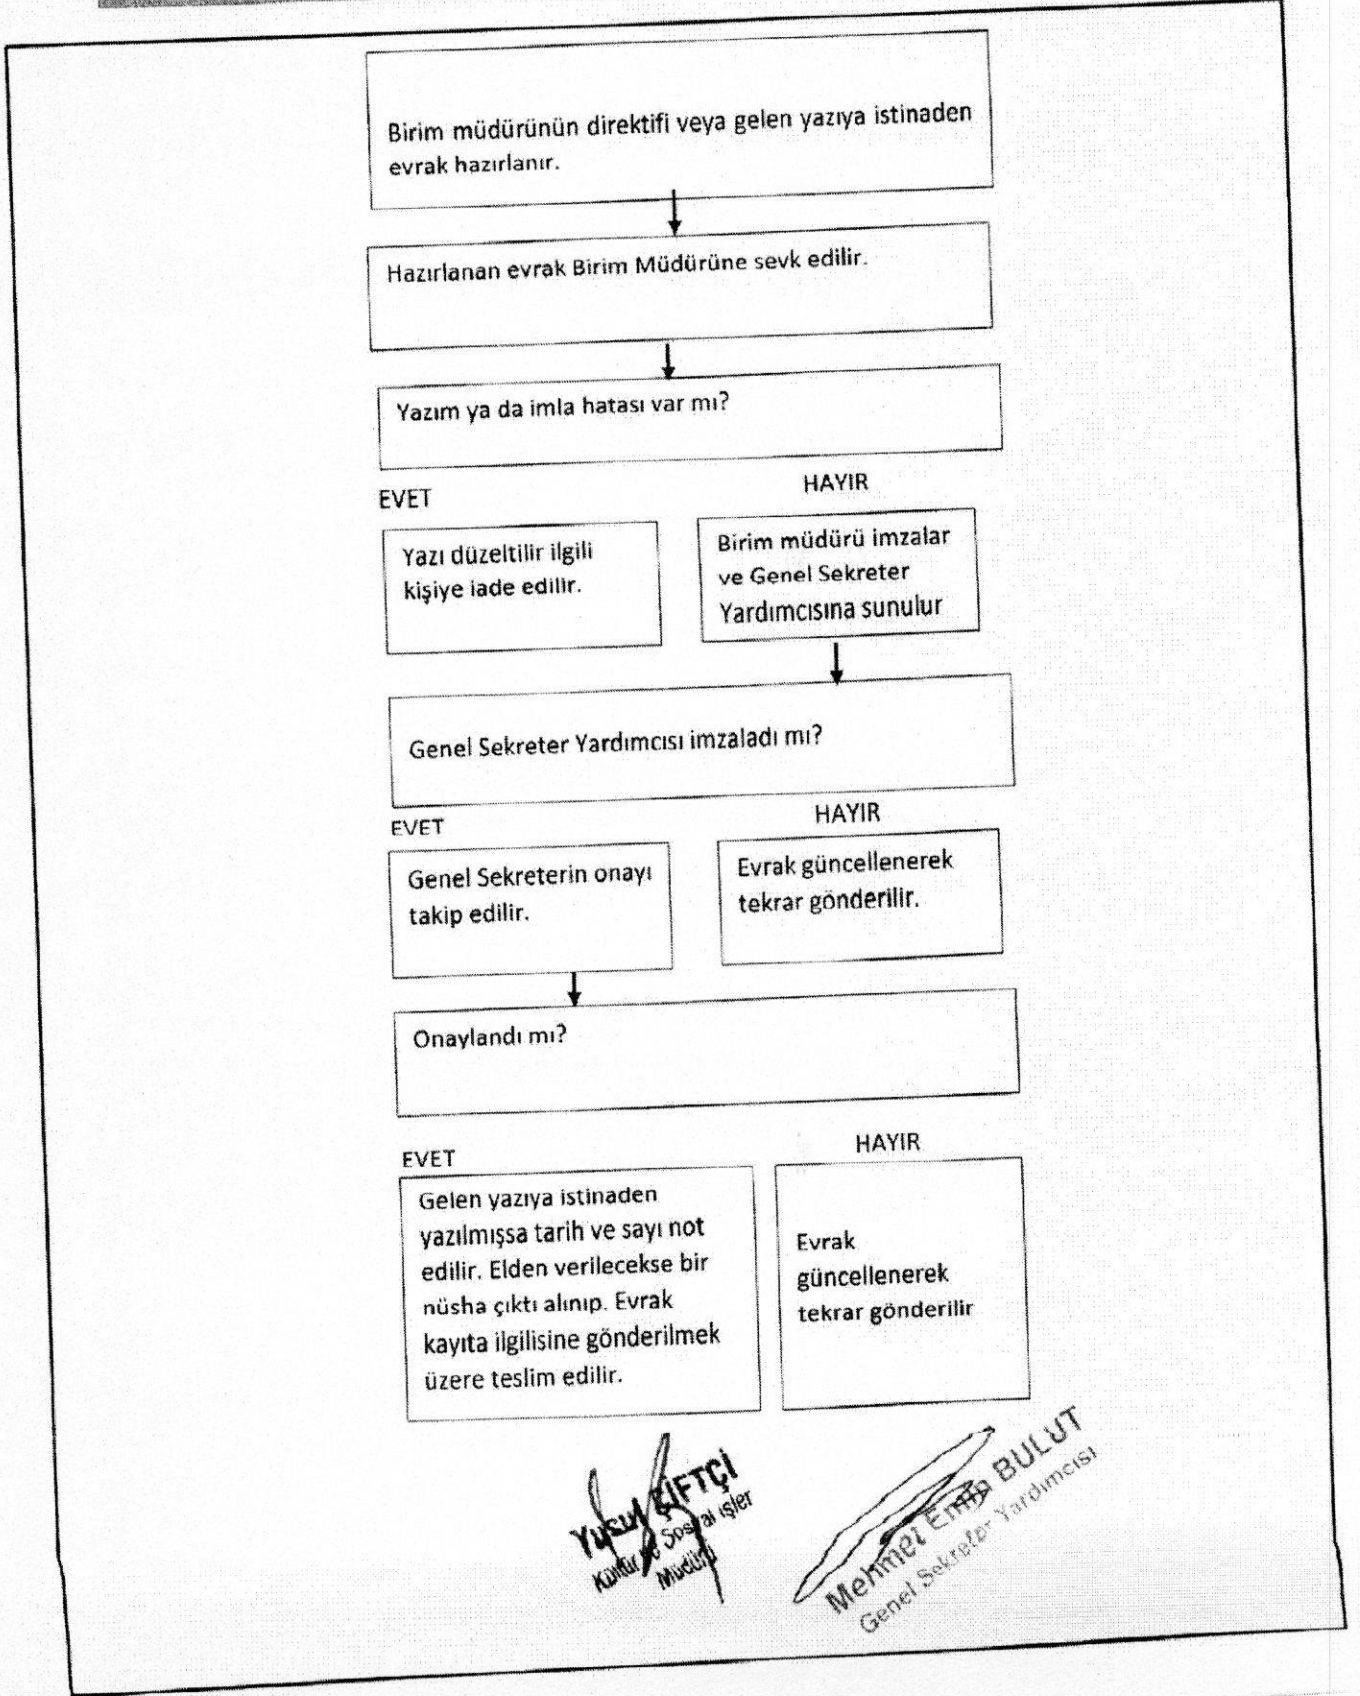 Birim müdürünün direktifi veya gelen yazıya istinaden
evrak hazırlanır.
Hazırlanan evrak Birim Müdürüne sevk edilir.
Yazım ya da imla hatası var mı?
EVET
HAYIR
Yazı düzeltilir ilgili
kişiye iade edilir.
Birim müdürü imzalar
ve Genel Sekreter
Yardımcısına sunulur
Genel Sekreter Yardımcısı imzaladı mı?
EVET
HAYIR
Genel Sekreterin onayı
takip edilir.
Evrak güncellenerek
tekrar gönderilir.
Onaylandı mı?
EVET
HAYIR
Gelen yazıya istinaden
yazılmışsa tarih ve sayı not
edilir. Elden verilecekse bir
nüsha çıktı alınıp. Evrak
kayıta ilgilisine gönderilmek
üzere teslim edilir.
Evrak
güncellenerek
tekrar gönderilir
Yusuf ÇİFTÇİ
Kültür ve Sosyal İşler
Müdürü
Mehmet Emin BULUT
Genel Sekreter Yardımcısı